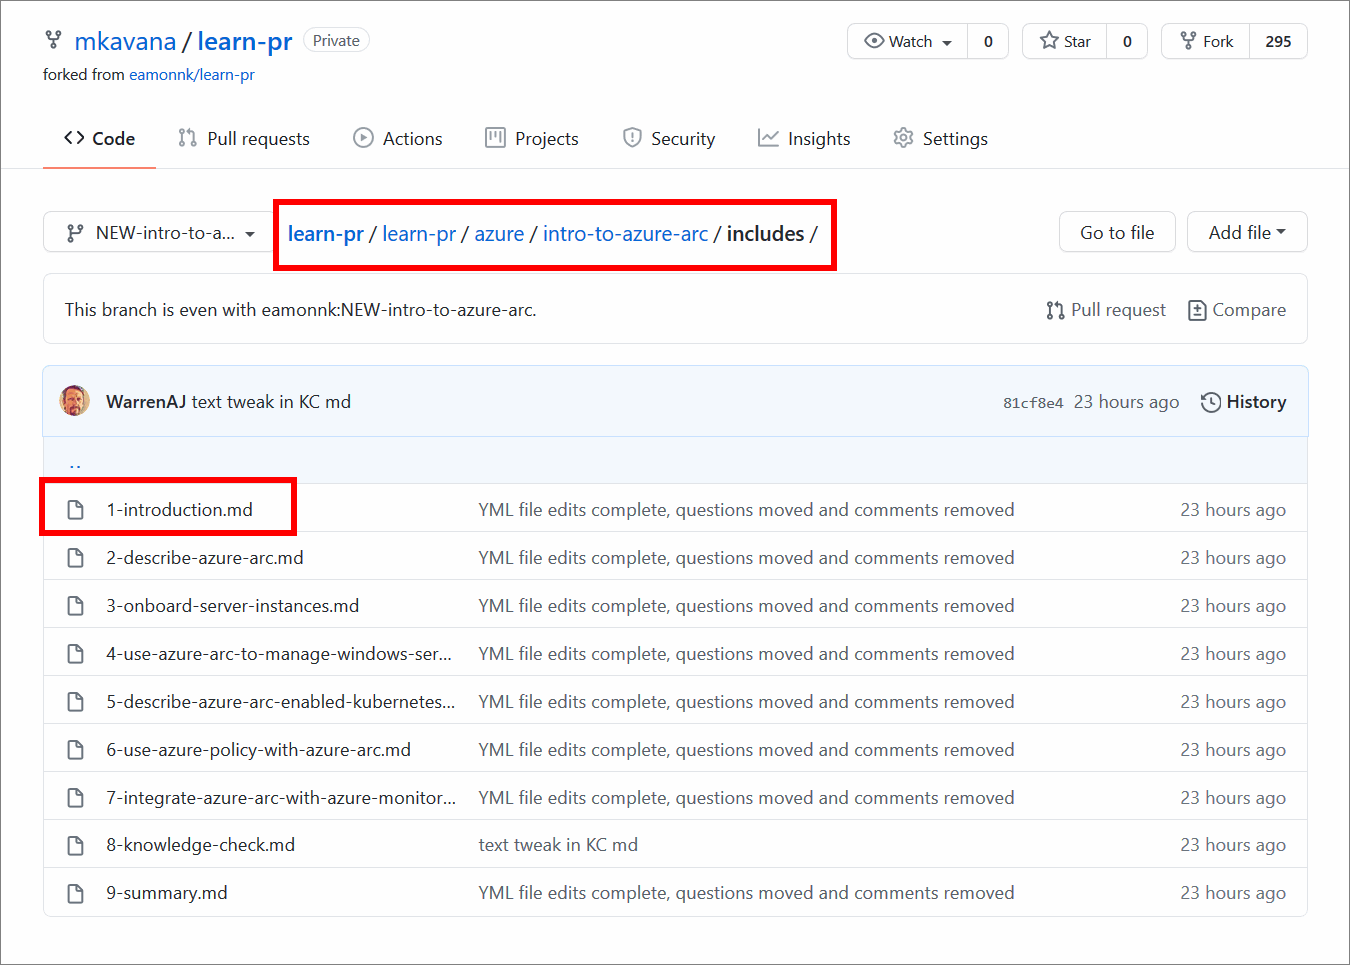 mkavana / learn-pr Private
Watch 0 Star 0 Fork 295
forked from eamonnk/learn-pr
Code Pull requests Actions Projects Security Insights Settings
NEW-intro-to-a... learn-pr / learn-pr / azure / intro-to-azure-arc / includes / Go to file Add file
This branch is even with eamonnk:NEW-intro-to-azure-arc. Pull request Compare
WarrenAJ text tweak in KC md 81cf8e4 23 hours ago History
..
1-introduction.md YML file edits complete, questions moved and comments removed 23 hours ago
2-describe-azure-arc.md YML file edits complete, questions moved and comments removed 23 hours ago
3-onboard-server-instances.md YML file edits complete, questions moved and comments removed 23 hours ago
4-use-azure-arc-to-manage-windows-ser... YML file edits complete, questions moved and comments removed 23 hours ago
5-describe-azure-arc-enabled-kubernetes... YML file edits complete, questions moved and comments removed 23 hours ago
6-use-azure-policy-with-azure-arc.md YML file edits complete, questions moved and comments removed 23 hours ago
7-integrate-azure-arc-with-azure-monitor... YML file edits complete, questions moved and comments removed 23 hours ago
8-knowledge-check.md text tweak in KC md 23 hours ago
9-summary.md YML file edits complete, questions moved and comments removed 23 hours ago